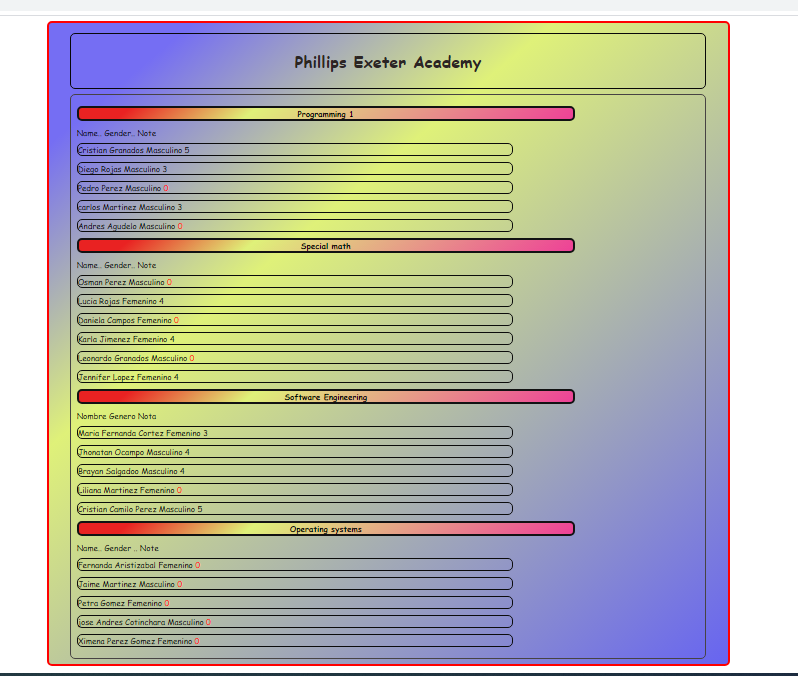 Phillips Exeter Academy
Programming 1
Name.. Gender.. Note
Cristian Granados Masculino 5
Diego Rojas Masculino 3
Pedro Perez Masculino 0
carlos Martinez Masculino 3
Andres Agudelo Masculino 0
Special math
Name.. Gender.. Note
Osman Perez Masculino 0
Lucia Rojas Femenino 4
Daniela Campos Femenino 0
Karla Jimenez Femenino 4
Leonardo Granados Masculino 0
Jennifer Lopez Femenino 4
Software Engineering
Nombre Genero Nota
Maria Fernanda Cortez Femenino 3
Jhonatan Ocampo Masculino 4
Brayan Salgadoo Masculino 4
Liliana Martinez Femenino 0
Cristian Camilo Perez Masculino 5
Operating systems
Name.. Gender .. Note
Fernanda Aristizabal Femenino 0
Jaime Martinez Masculino 0
Petra Gomez Femenino 0
jose Andres Cotinchara Masculino 0
Ximena Perez Gomez Femenino 0